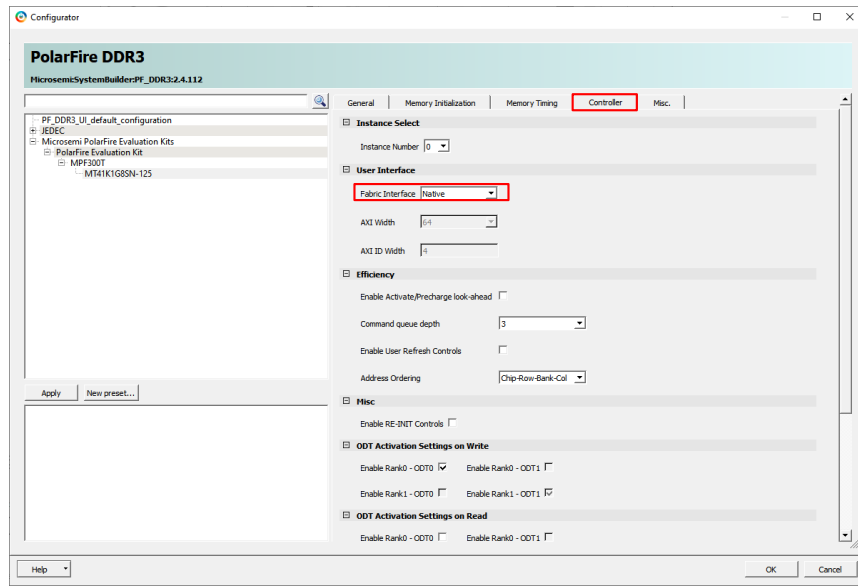 Configurator
PolarFire DDR3
Microsemi:SystemBuilder:PF_DDR3:2.4.112
PF_DDR3_UI_default_configuration
JEDEC
Microsemi PolarFire Evaluation Kits
PolarFire Evaluation Kit
MPF300T
MT41K1G8SN-125
Apply
New preset...
General
Memory Initialization
Memory Timing
Controller
Misc.
Instance Select
Instance Number 0
User Interface
Fabric Interface Native
AXI Width 64
AXI ID Width 4
Efficiency
Enable Activate/Precharge look-ahead
Command queue depth 3
Enable User Refresh Controls
Address Ordering Chip-Row-Bank-Col
Misc
Enable RE-INIT Controls
ODT Activation Settings on Write
Enable Rank0 - ODT0 Enable Rank0 - ODT1
Enable Rank1 - ODT0 Enable Rank1 - ODT1
ODT Activation Settings on Read
Enable Rank0 - ODT0 Enable Rank0 - ODT1
Help
OK
Cancel